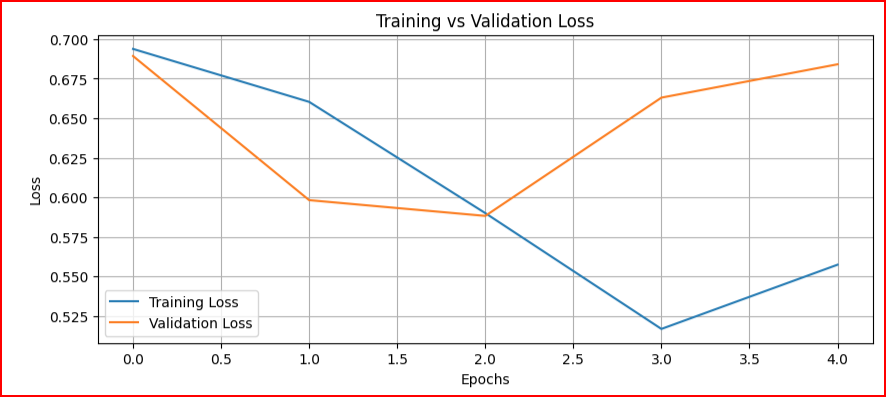 Training vs Validation Loss
0.700
0.675
0.650
0.625
0.600
0.575
0.550
0.525
Loss
Training Loss
Validation Loss
0.0 0.5 1.0 1.5 2.0 2.5 3.0 3.5 4.0
Epochs